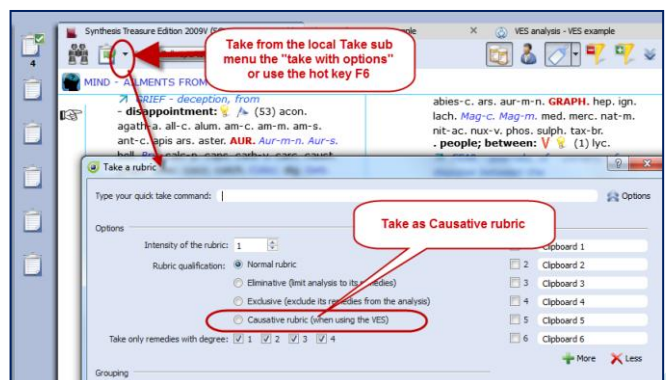 Synthesis Treasure Edition 2009V
VES analysis - VES example
Take from the local Take sub
menu the "take with options"
or use the hot key F6
4
MIND - AILMENTS FROM
GRIEF - deception, from
- disappointment: (53) acon.
agath-a. all-c. alum. am-c. am-m. am-s.
ant-c. apis ars. aster. AUR. Aur-m-n. Aur-s.
abies-c. ars. aur-m-n. GRAPH. hep. ign.
lach. Mag-c. Mag-m. med. merc. nat-m.
nit-ac. nux-v. phos. sulph. tax-br.
. people; between: (1) lyc.
Take a rubric
Type your quick take command:
Options
Options
Take as Causative rubric
Intensity of the rubric: 1
Rubric qualification: Normal rubric
Eliminative (limit analysis to its remedies)
Exclusive (exclude its remedies from the analysis)
Causative rubric (when using the VES)
Take only remedies with degree: 1 2 3 4
Clipboard 1
2 Clipboard 2
3 Clipboard 3
4 Clipboard 4
5 Clipboard 5
6 Clipboard 6
More Less
Grouping